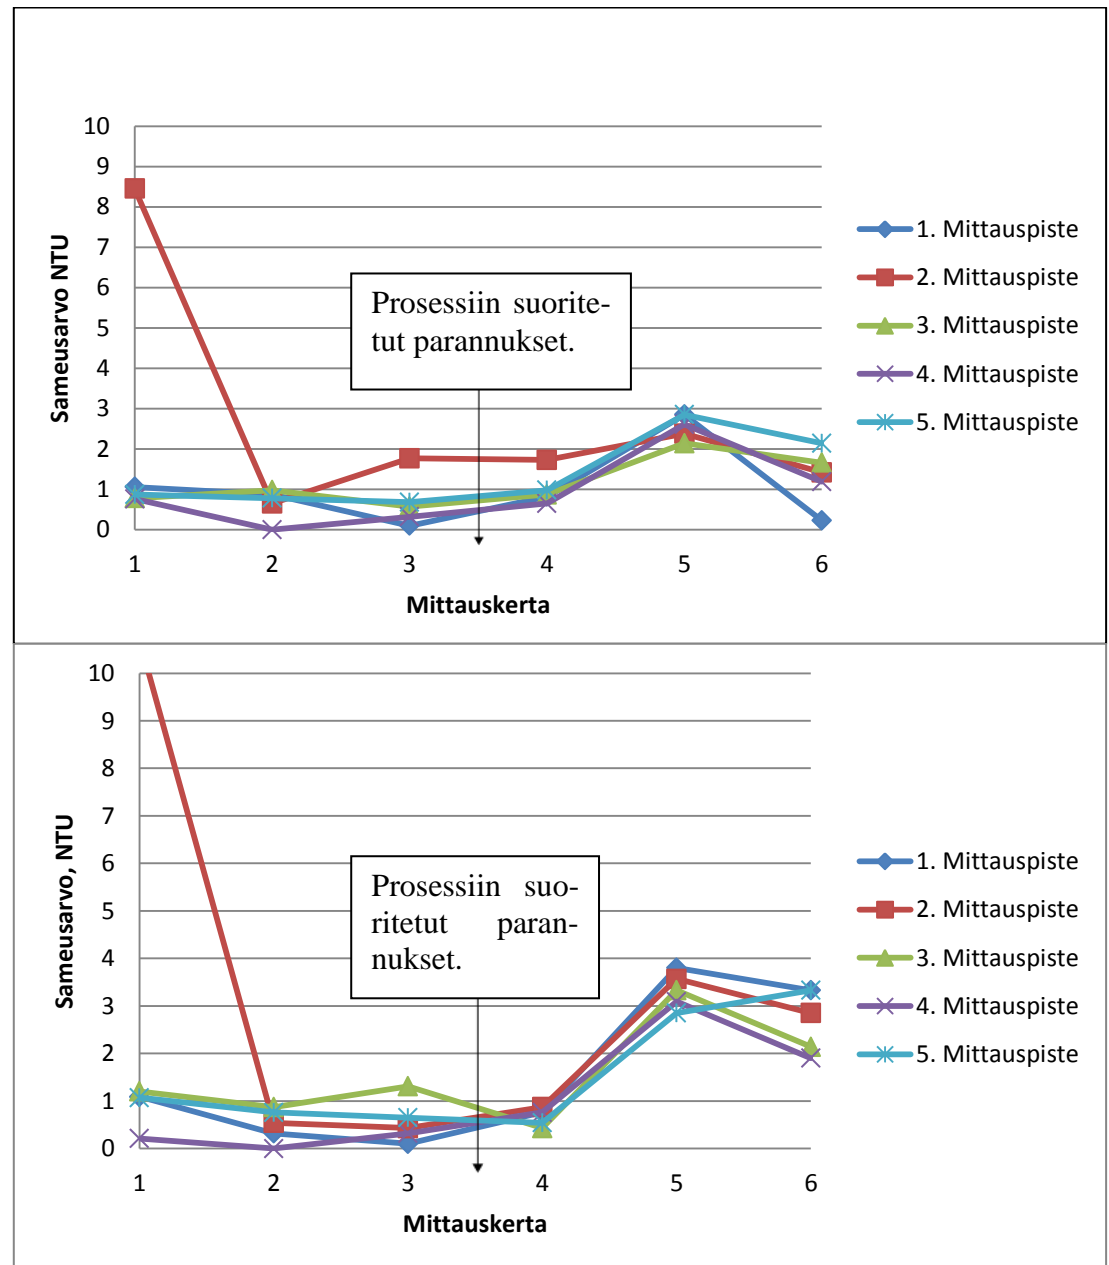 10
9
8
7
6
5
4
3
2
1
0
Sameusarvo NTU
Prosessiin suorite-
tut parannukset.
1 2 3 4 5 6
Mittauskerta
1. Mittauspiste
2. Mittauspiste
3. Mittauspiste
4. Mittauspiste
5. Mittauspiste
10
9
8
7
6
5
4
3
2
1
0
Sameusarvo, NTU
Prosessiin suo-
ritetut paran-
nukset.
1 2 3 4 5 6
Mittauskerta
1. Mittauspiste
2. Mittauspiste
3. Mittauspiste
4. Mittauspiste
5. Mittauspiste